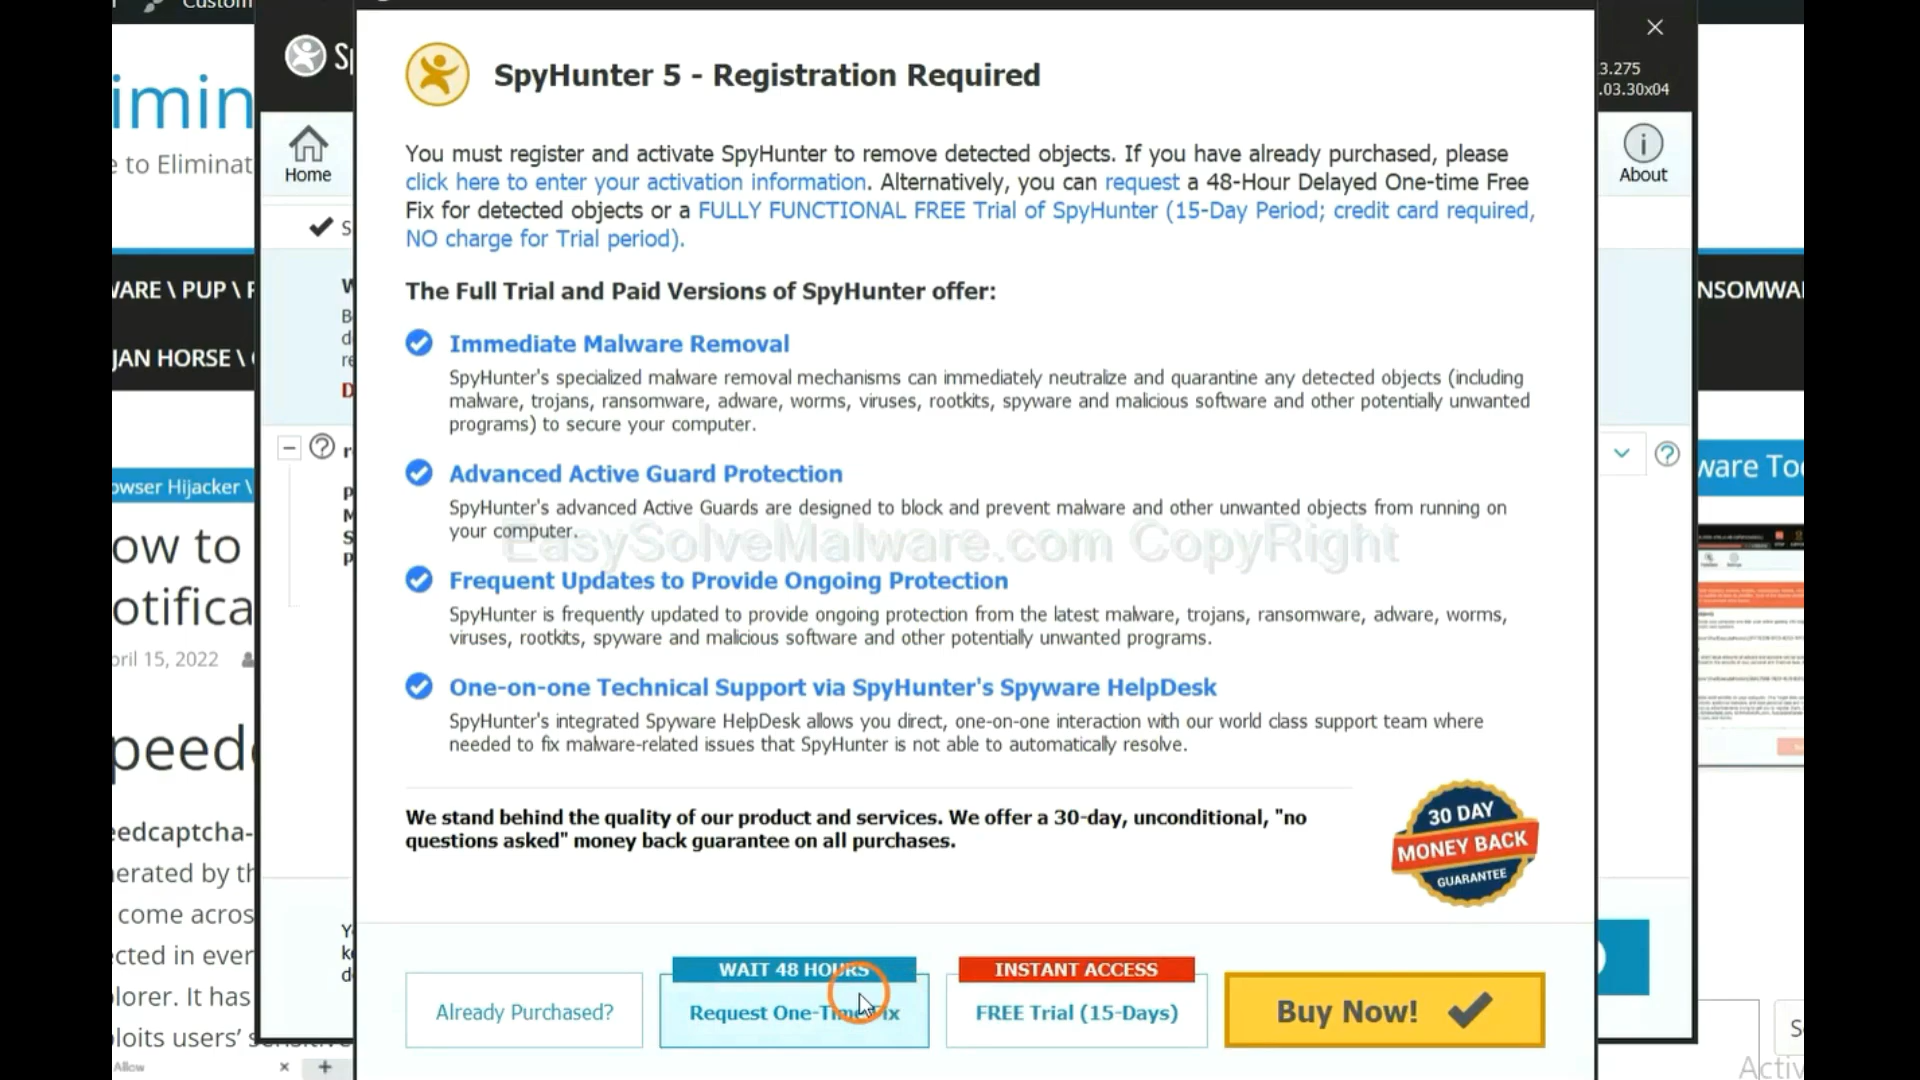 Custom
Sp
3.275
.03.30x04
SpyHunter 5 - Registration Required
imin
e to Eliminat
Home
About
You must register and activate SpyHunter to remove detected objects. If you have already purchased, please
click here to enter your activation information. Alternatively, you can request a 48-Hour Delayed One-time Free
Fix for detected objects or a FULLY FUNCTIONAL FREE Trial of SpyHunter (15-Day Period; credit card required,
NO charge for Trial period).
WARE \ PUP \ R
NSOMWA
JAN HORSE \
The Full Trial and Paid Versions of SpyHunter offer:
Immediate Malware Removal
SpyHunter's specialized malware removal mechanisms can immediately neutralize and quarantine any detected objects (including
malware, trojans, ransomware, adware, worms, viruses, rootkits, spyware and malicious software and other potentially unwanted
programs) to secure your computer.
Advanced Active Guard Protection
SpyHunter's advanced Active Guards are designed to block and prevent malware and other unwanted objects from running on
your computer.
EasySolveMalware.com CopyRight
Frequent Updates to Provide Ongoing Protection
SpyHunter is frequently updated to provide ongoing protection from the latest malware, trojans, ransomware, adware, worms,
viruses, rootkits, spyware and malicious software and other potentially unwanted programs.
One-on-one Technical Support via SpyHunter's Spyware HelpDesk
SpyHunter's integrated Spyware HelpDesk allows you direct, one-on-one interaction with our world class support team where
needed to fix malware-related issues that SpyHunter is not able to automatically resolve.
We stand behind the quality of our product and services. We offer a 30-day, unconditional, "no
questions asked" money back guarantee on all purchases.
30 DAY
MONEY BACK
GUARANTEE
owser Hijacker \
ware Too
ow to
otifica
pril 15, 2022
peed
edcaptcha-
erated by th
come acros
cted in ever
lorer. It has
ploits users' sensitive
Allow
WAIT 48 HOURS
INSTANT ACCESS
Already Purchased?
Request One-Time Fix
FREE Trial (15-Days)
Buy Now!
Activ